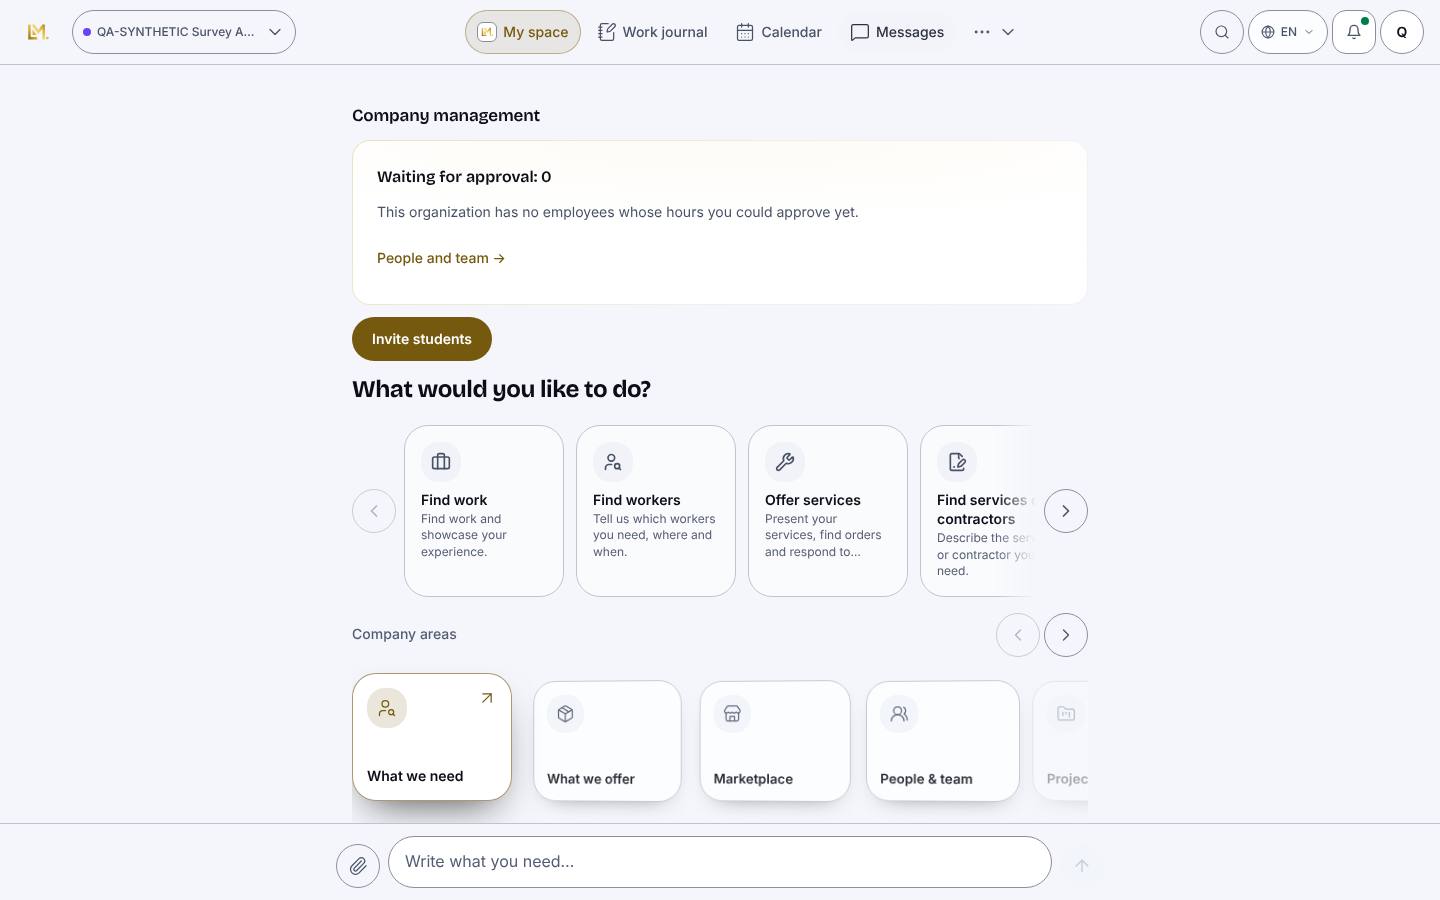 LM.
QA-SYNTHETIC Survey A...
My space
Work journal
Calendar
Messages
EN
Q
Company management
Waiting for approval: 0
This organization has no employees whose hours you could approve yet.
People and team →
Invite students
What would you like to do?
Find work
Find work and
showcase your
experience.
Find workers
Tell us which workers
you need, where and
when.
Offer services
Present your
services, find orders
and respond to...
Find services
contractors
Describe the
or contractor
need.
Company areas
What we need
What we offer
Marketplace
People & team
Write what you need...